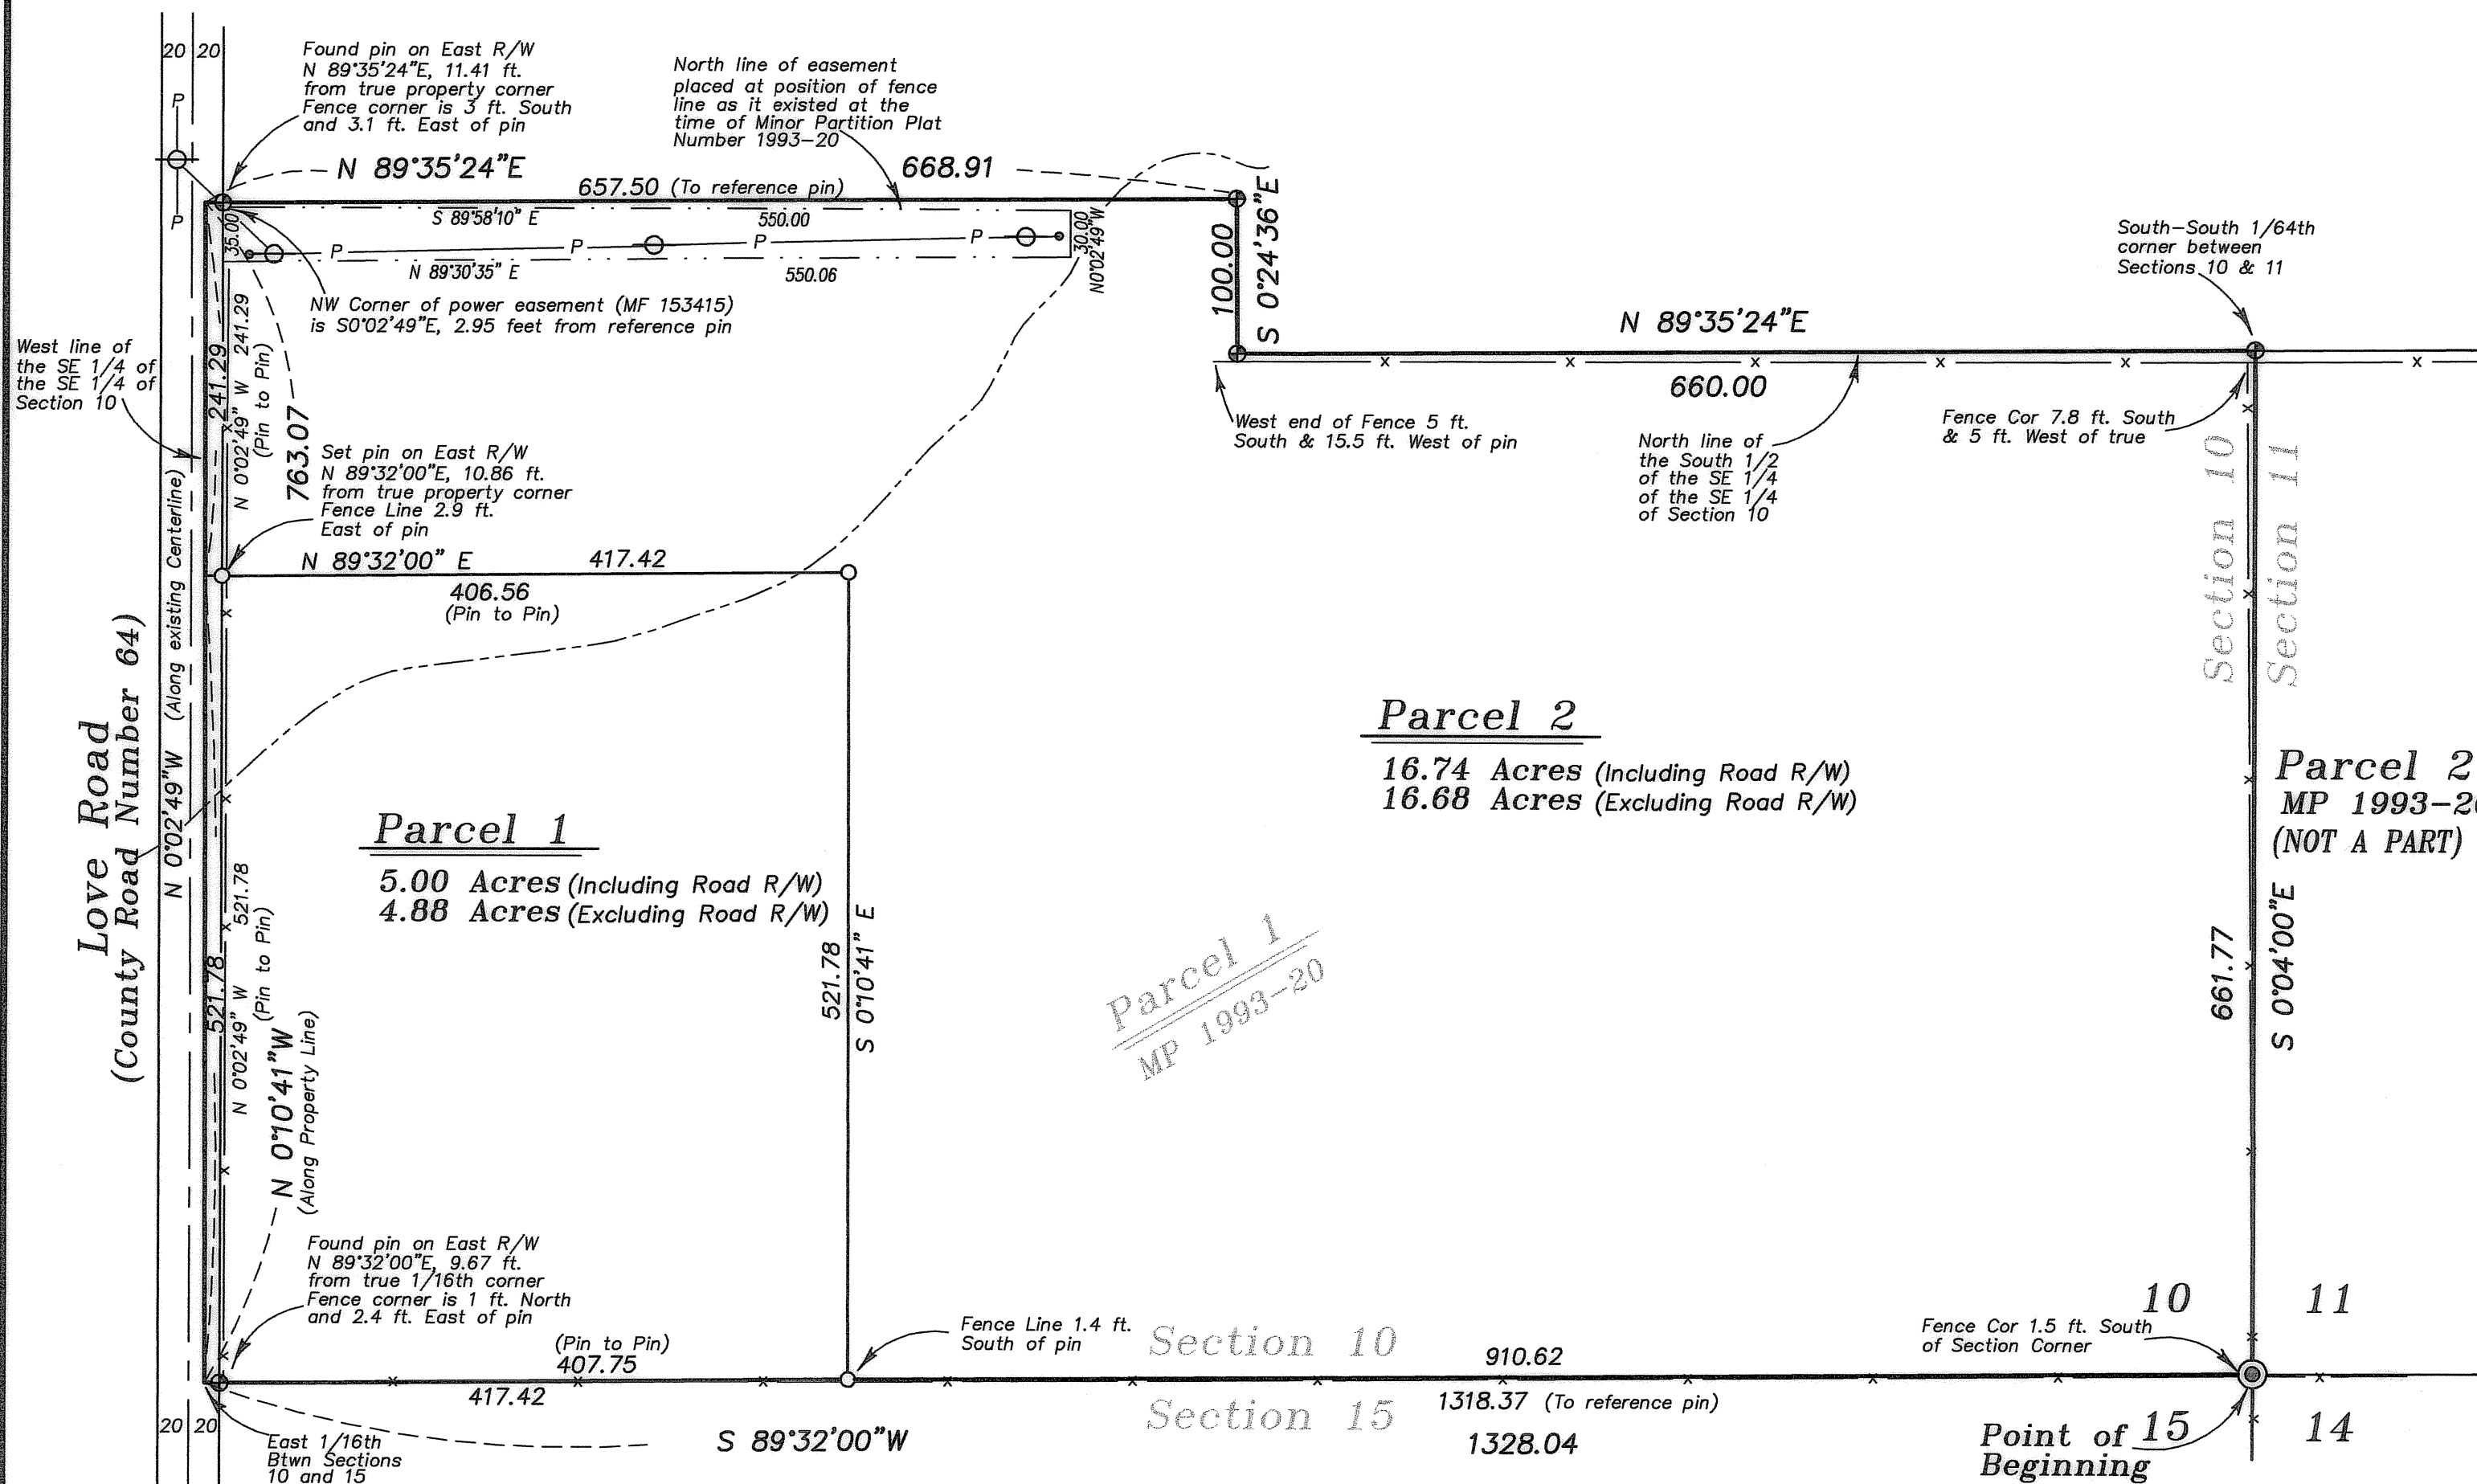 20 20
Found pin on East R/W
N 89°35'24"E, 11.41 ft.
from true property corner
Fence corner is 3 ft. South
and 3.1 ft. East of pin
North line of easement
placed at position of fence
line as it existed at the
time of Minor Partition Plat
Number 1993-20
P
P
N 89°35'24"E
668.91
657.50 (To reference pin)
S 89°58'10" E
550.00
35.00
P P P P
N 89°30'35" E
550.06
30.00
N0°02'49"W
100.00
S 0°24'36"E
NW Corner of power easement (MF 153415)
is S0°02'49"E, 2.95 feet from reference pin
South-South 1/64th
corner between
Sections 10 & 11
N 89°35'24"E
660.00
West line of
the SE 1/4 of
the SE 1/4 of
Section 10
241.29
N 0°02'49" W 241.29
(Pin to Pin)
763.07
West end of Fence 5 ft.
South & 15.5 ft. West of pin
North line of
the South 1/2
of the SE 1/4
of the SE 1/4
of Section 10
Fence Cor 7.8 ft. South
& 5 ft. West of true
Section 10
Section 11
Set pin on East R/W
N 89°32'00"E, 10.86 ft.
from true property corner
Fence Line 2.9 ft.
East of pin
N 89°32'00" E
417.42
406.56
(Pin to Pin)
Love Road
(County Road Number 64)
N 0°02'49"W (Along existing Centerline)
Parcel 2
16.74 Acres (Including Road R/W)
16.68 Acres (Excluding Road R/W)
Parcel 2
MP 1993-20
(NOT A PART)
Parcel 1
5.00 Acres (Including Road R/W)
4.88 Acres (Excluding Road R/W)
521.78
N 0°02'49" W 521.78
(Pin to Pin)
N 0°10'41"W
(Along Property Line)
521.78
S 0°10'41" E
Parcel 1
MP 1993-20
661.77
S 0°04'00"E
Found pin on East R/W
N 89°32'00"E, 9.67 ft.
from true 1/16th corner
Fence corner is 1 ft. North
and 2.4 ft. East of pin
(Pin to Pin)
407.75
417.42
Fence Line 1.4 ft.
South of pin
Section 10
Section 15
910.62
1318.37 (To reference pin)
S 89°32'00"W
1328.04
Fence Cor 1.5 ft. South
of Section Corner
10 11
15 14
Point of
Beginning
20 20
East 1/16th
Btwn Sections
10 and 15